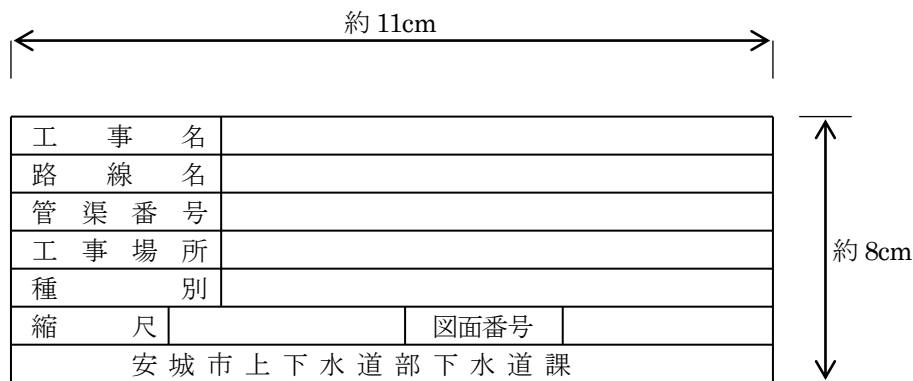 約 11cm
工事名
路線名
管渠番号
工事場所
種別
縮尺 図面番号
安城市上下水道部下水道課
約 8cm